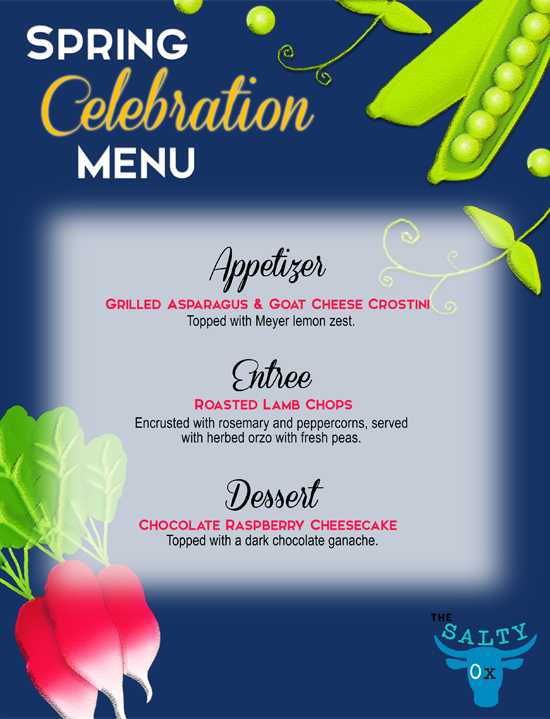 SPRING
Celebration
MENU
Appetizer
GRILLED ASPARAGUS & GOAT CHEESE CROSTINI
Topped with Meyer lemon zest.
Entree
ROASTED LAMB CHOPS
Encrusted with rosemary and peppercorns, served
with herbed orzo with fresh peas.
Dessert
CHOCOLATE RASPBERRY CHEESECAKE
Topped with a dark chocolate ganache.
THE
SALTY
OX